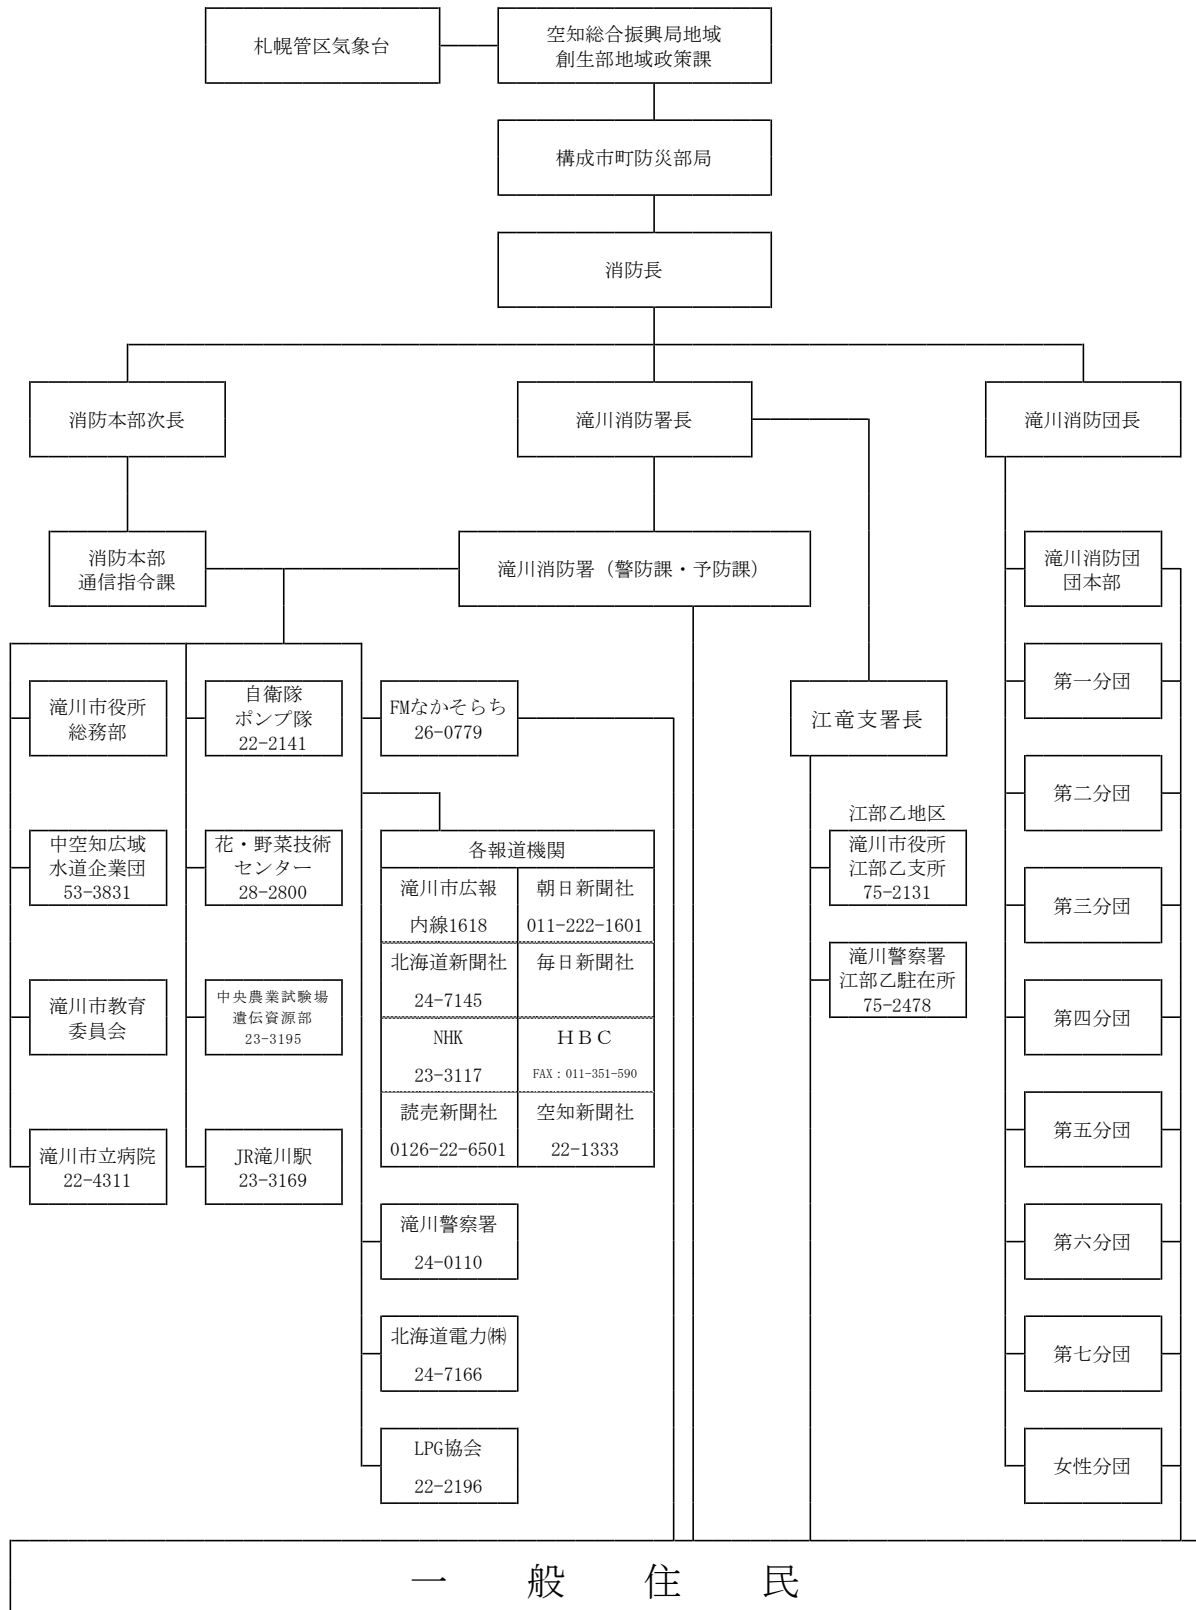 札幌管区気象台
空知総合振興局地域
創生部地域政策課
構成市町防災部局
消防長
消防本部次長
滝川消防署長
滝川消防団長
消防本部
通信指令課
滝川消防署（警防課・予防課）
滝川消防団
団本部
滝川市役所
総務部
自衛隊
ポンプ隊
22-2141
FMなかそらち
26-0779
江竜支署長
第一分団
第二分団
中空知広域
水道企業団
53-3831
花・野菜技術
センター
28-2800
各報道機関
滝川市広報
内線1618
朝日新聞社
011-222-1601
北海道新聞社
24-7145
毎日新聞社
NHK
23-3117
ＨＢＣ
FAX：011-351-590
読売新聞社
0126-22-6501
空知新聞社
22-1333
江部乙地区
滝川市役所
江部乙支所
75-2131
滝川警察署
江部乙駐在所
75-2478
第三分団
滝川市教育
委員会
中央農業試験場
遺伝資源部
23-3195
第四分団
滝川市立病院
22-4311
JR滝川駅
23-3169
第五分団
滝川警察署
24-0110
第六分団
北海道電力㈱
24-7166
第七分団
LPG協会
22-2196
女性分団
一般住民